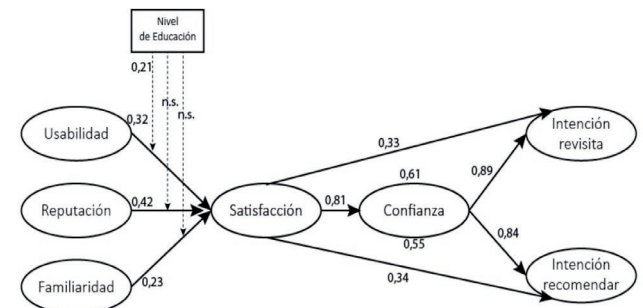 Nivel
de Educación
0,21
n.s.
n.s.
0,32
Usabilidad
0,33
Intención
revisita
0,61
0,89
Reputación
0,42
Satisfacción
0,81
Confianza
0,55
0,84
Familiaridad
0,23
0,34
Intención
recomendar